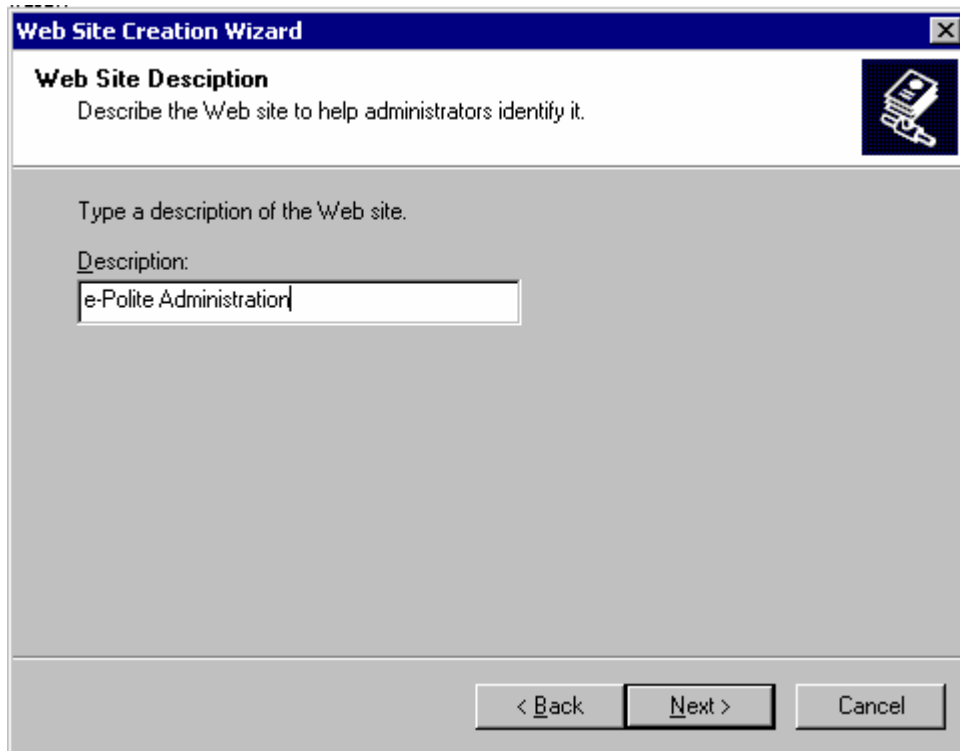 Web Site Creation Wizard
Web Site Desciption
Describe the Web site to help administrators identify it.
Type a description of the Web site.
Description:
e-Polite Administration
< Back Next > Cancel